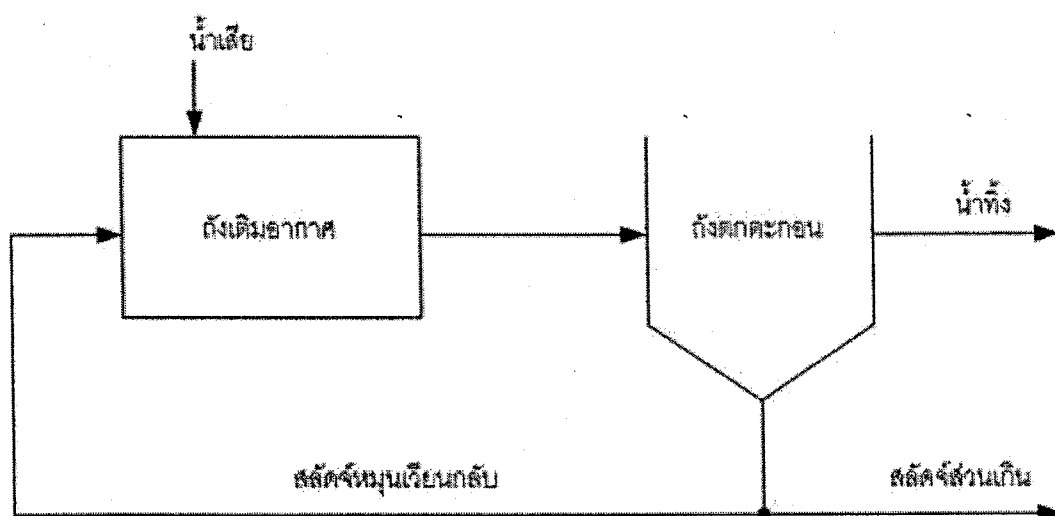 น้ำเสีย
ถังเติมอากาศ
ถังตกตะกอน
น้ำทิ้ง
สลัดจ์หมุนเวียนกลับ
สลัดจ์ส่วนเกิน